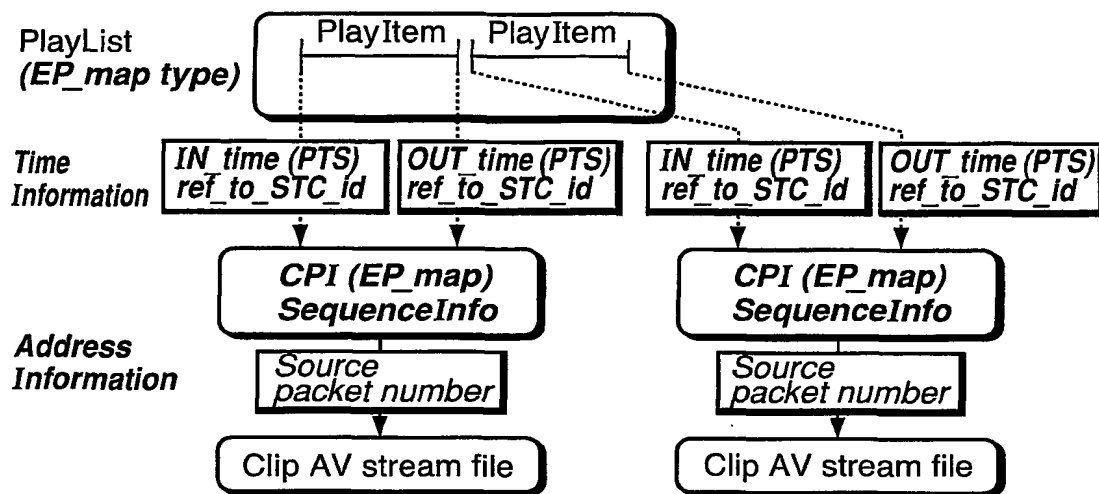 PlayList
(EP_map type)
PlayItem PlayItem
Time
Information
IN_time (PTS)
ref_to_STC_id
OUT_time (PTS)
ref_to_STC_id
IN_time (PTS)
ref_to_STC_id
OUT_time (PTS)
ref_to_STC_id
CPI (EP_map)
SequenceInfo
CPI (EP_map)
SequenceInfo
Address
Information
Source
packet number
Source
packet number
Clip AV stream file
Clip AV stream file